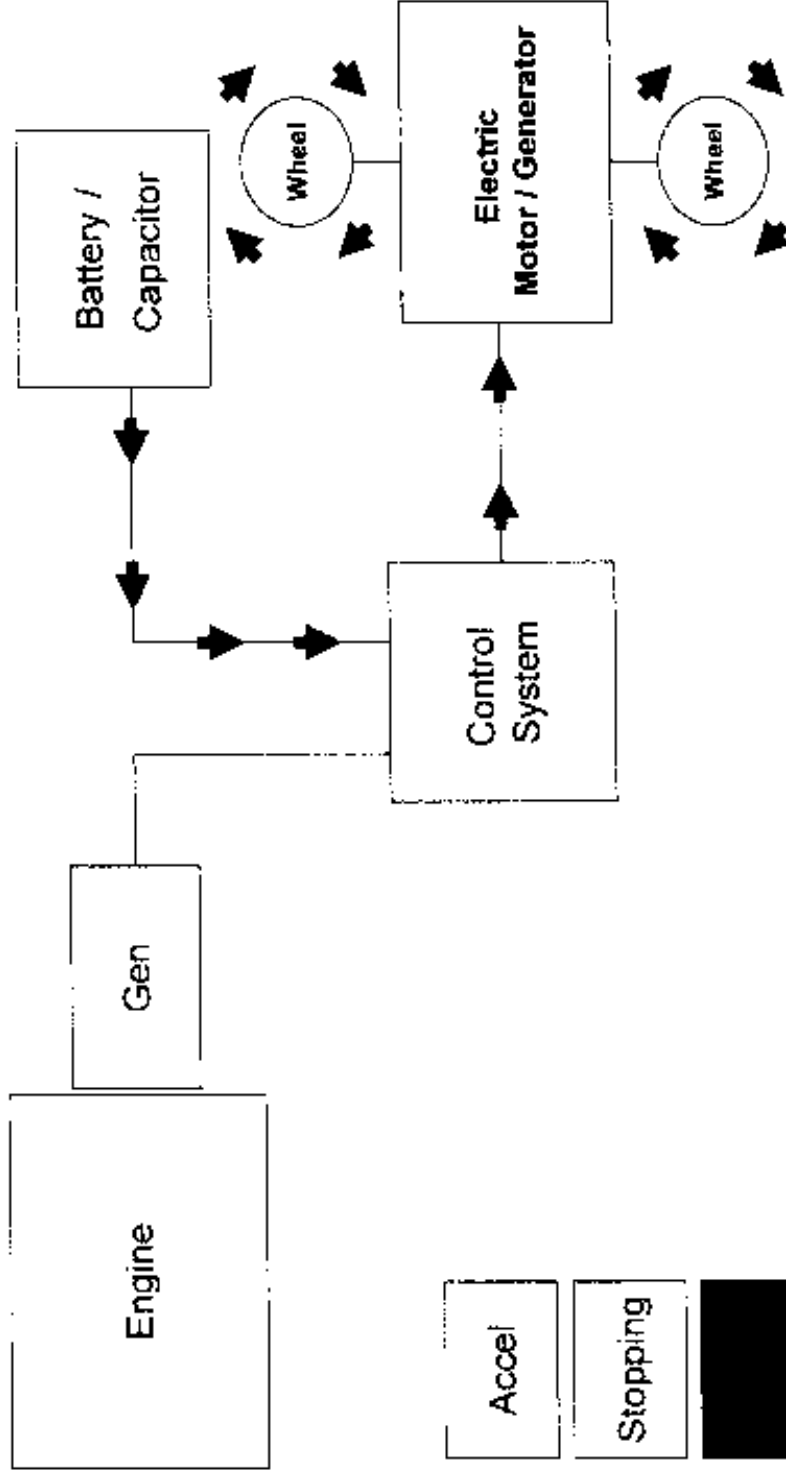 Engine
Gen
Battery /
Capacitor
Wheel
Control
System
Electric
Motor / Generator
Wheel
Accel
Stopping